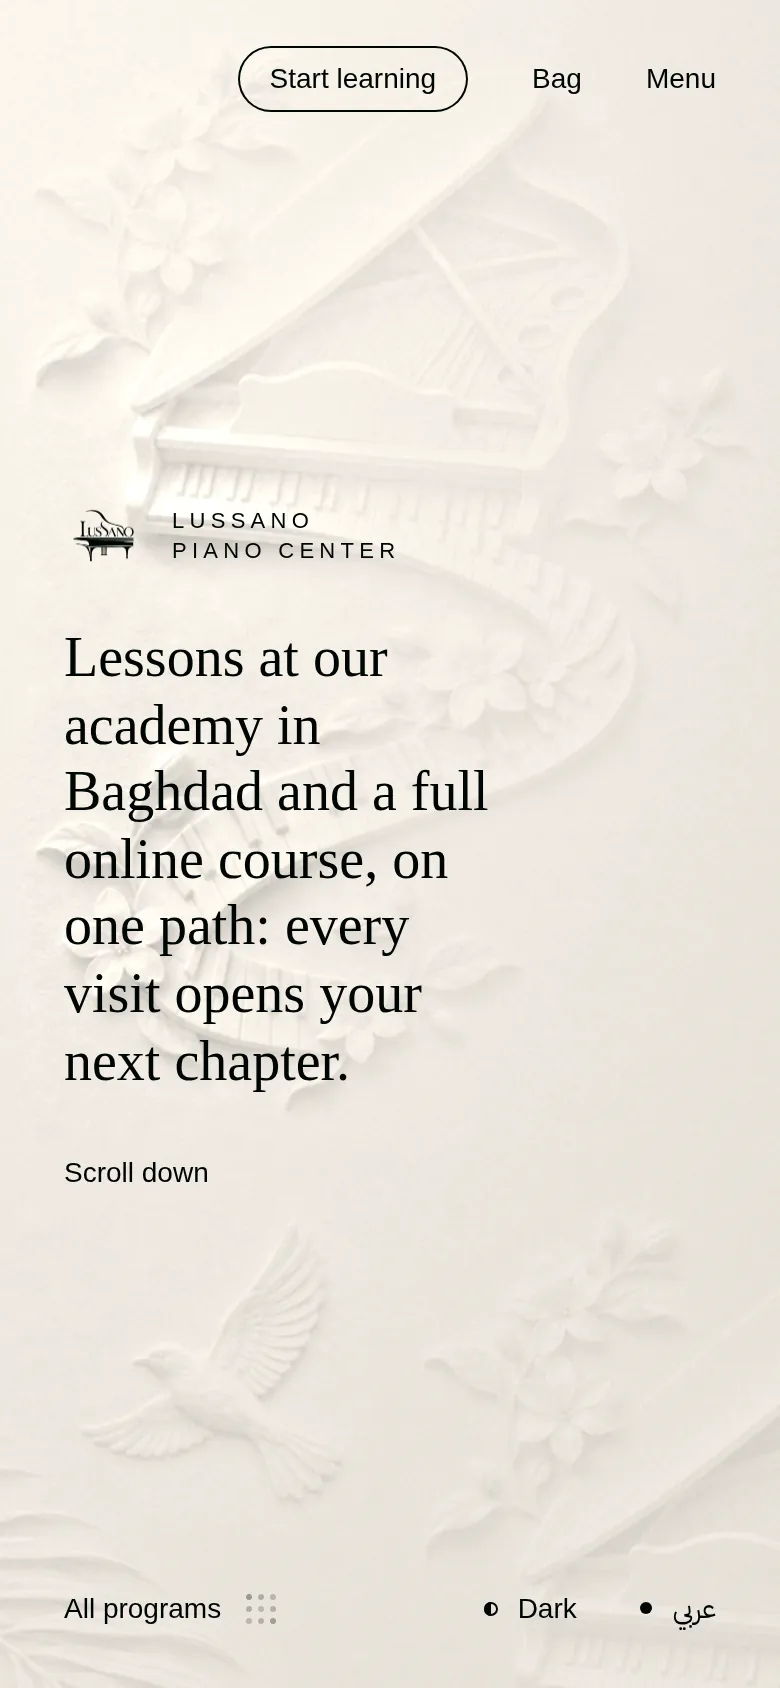 Start learning
Bag
Menu
LUSSANO
LUSSANO
PIANO CENTER
Lessons at our
academy in
Baghdad and a full
online course, on
one path: every
visit opens your
next chapter.
Scroll down
All programs
Dark
عربي